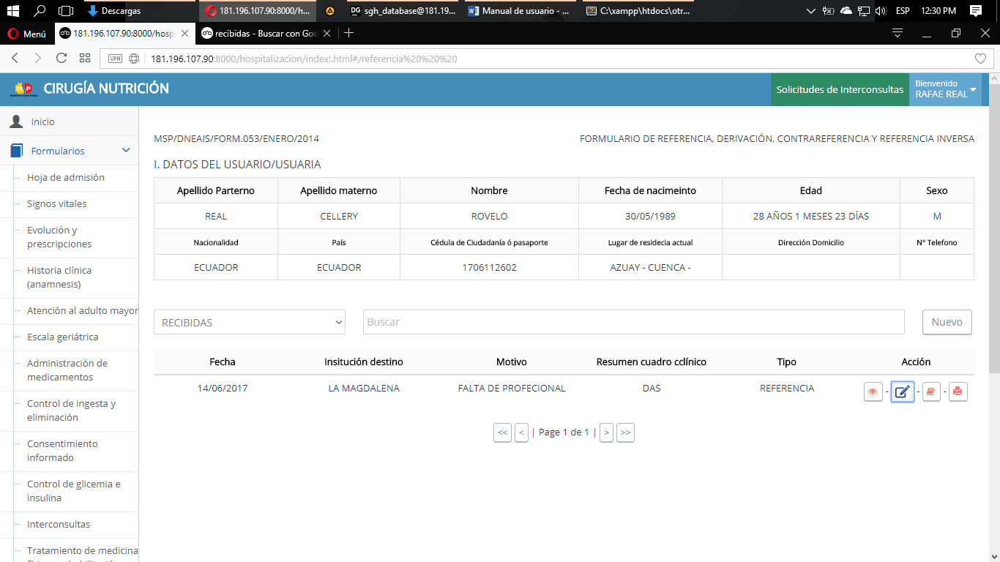 Descargas
181.196.107.90:8000/h...
DG sgh_database@181.19...
Manual de usuario - ...
C:\xampp\htdocs\otr...
ESP 12:30 PM
Menú
181.196.107.90:8000/hosp
recibidas - Buscar con Goo
VPN 181.196.107.90:8000/hospitalizacion/index!.html#/referencia%20%20%20
msp CIRUGÍA NUTRICIÓN
Solicitudes de Interconsultas
Bienvenido
RAFAE REAL
Inicio
Formularios
Hoja de admisión
Signos vitales
Evolución y
prescripciones
Historia clínica
(anamnesis)
Atención al adulto mayor
Escala geriátrica
Administración de
medicamentos
Control de ingesta y
eliminación
Consentimiento
informado
Control de glicemia e
insulina
Interconsultas
Tratamiento de medicina
MSP/DNEAIS/FORM.053/ENERO/2014 FORMULARIO DE REFERENCIA, DERIVACIÓN, CONTRAREFERENCIA Y REFERENCIA INVERSA
I. DATOS DEL USUARIO/USUARIA
Apellido Parterno Apellido materno Nombre Fecha de nacimeinto Edad Sexo
REAL CELLERY ROVELO 30/05/1989 28 AÑOS 1 MESES 23 DÍAS M
Nacionalidad País Cédula de Ciudadanía ó pasaporte Lugar de residecia actual Dirección Domicilio N° Telefono
ECUADOR ECUADOR 1706112602 AZUAY - CUENCA -
RECIBIDAS Buscar Nuevo
Fecha Insitución destino Motivo Resumen cuadro cclínico Tipo Acción
14/06/2017 LA MAGDALENA FALTA DE PROFECIONAL DAS REFERENCIA - - -
<< < | Page 1 de 1 | > >>